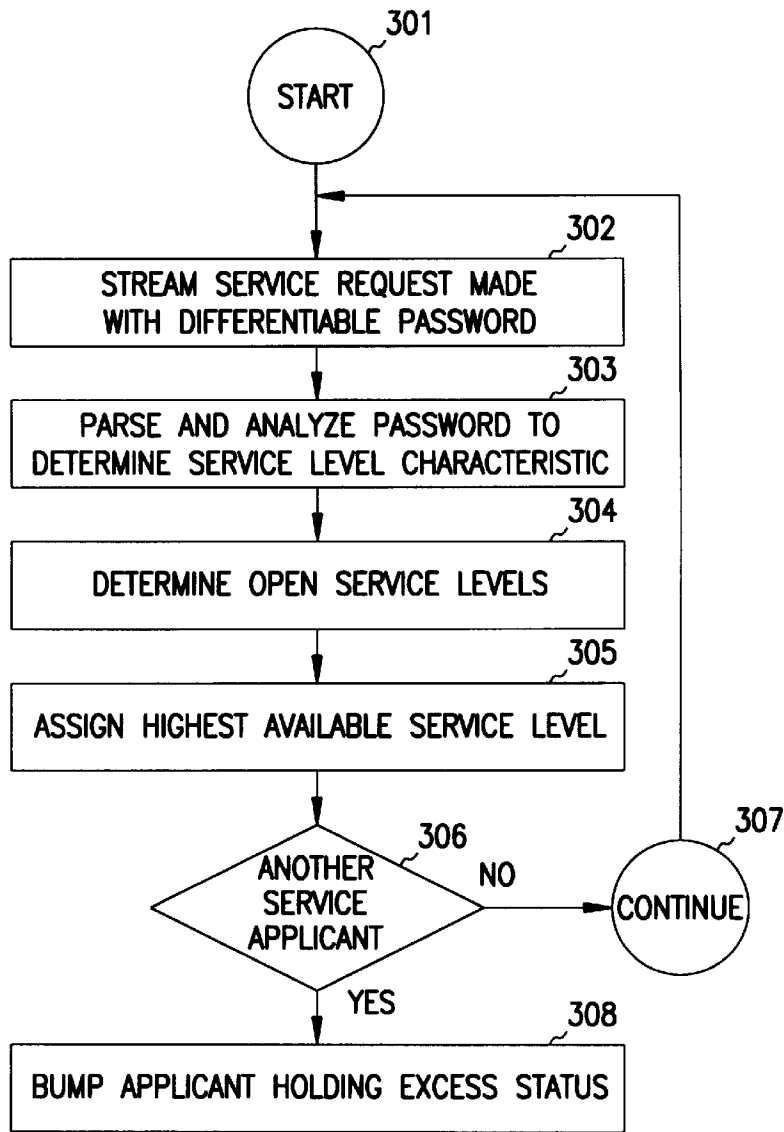 301
START
302
STREAM SERVICE REQUEST MADE
WITH DIFFERENTIABLE PASSWORD
303
PARSE AND ANALYZE PASSWORD TO
DETERMINE SERVICE LEVEL CHARACTERISTIC
304
DETERMINE OPEN SERVICE LEVELS
305
ASSIGN HIGHEST AVAILABLE SERVICE LEVEL
306
ANOTHER
SERVICE
APPLICANT
NO
307
CONTINUE
YES
308
BUMP APPLICANT HOLDING EXCESS STATUS